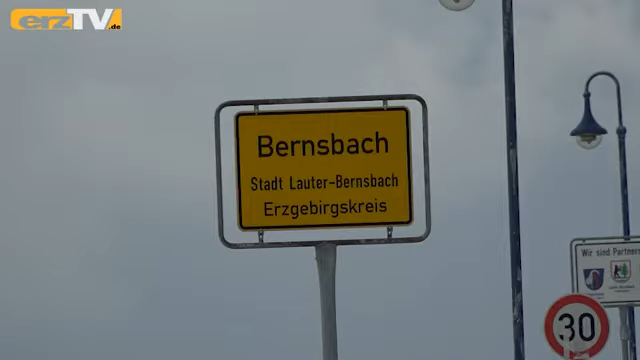 erzTV.de
Bernsbach
Stadt Lauter-Bernsbach
Erzgebirgskreis
Wir sind Partner
30